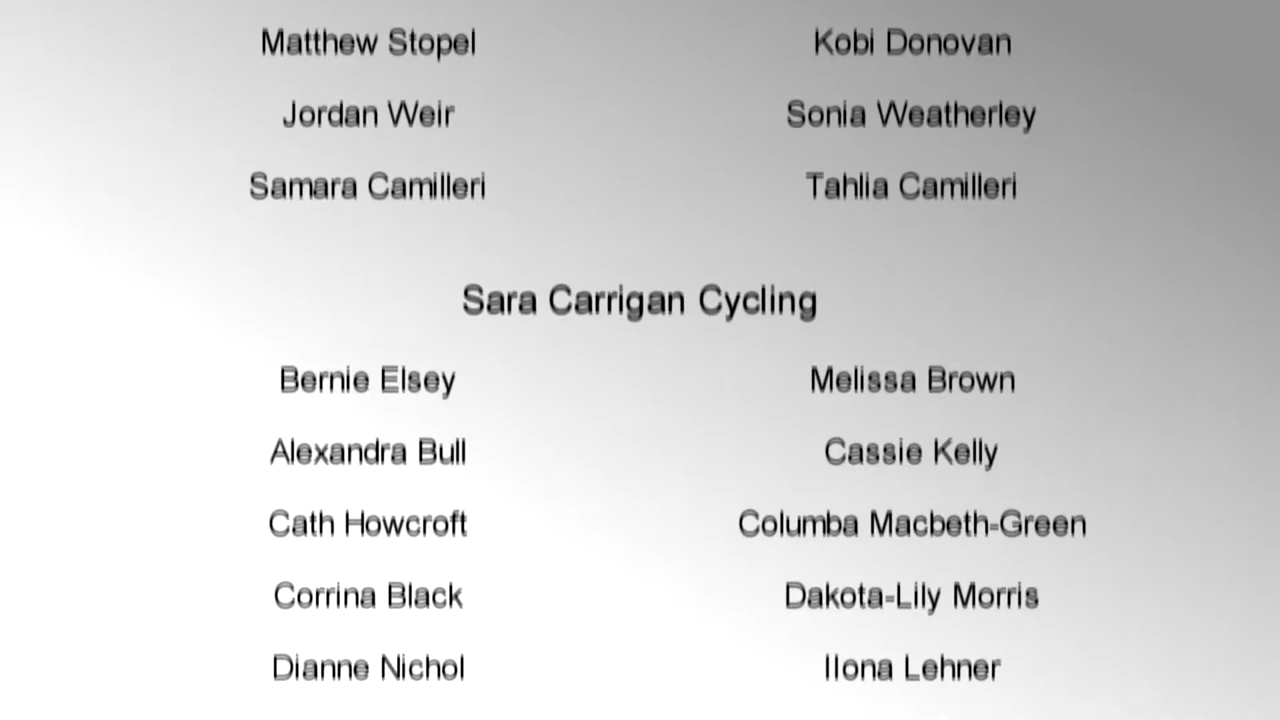 Matthew Stopel Kobi Donovan
Jordan Weir Sonia Weatherley
Samara Camilleri Tahlia Camilleri
Sara Carrigan Cycling
Bernie Elsey Melissa Brown
Alexandra Bull Cassie Kelly
Cath Howcroft Columba Macbeth-Green
Corrina Black Dakota-Lily Morris
Dianne Nichol Ilona Lehner